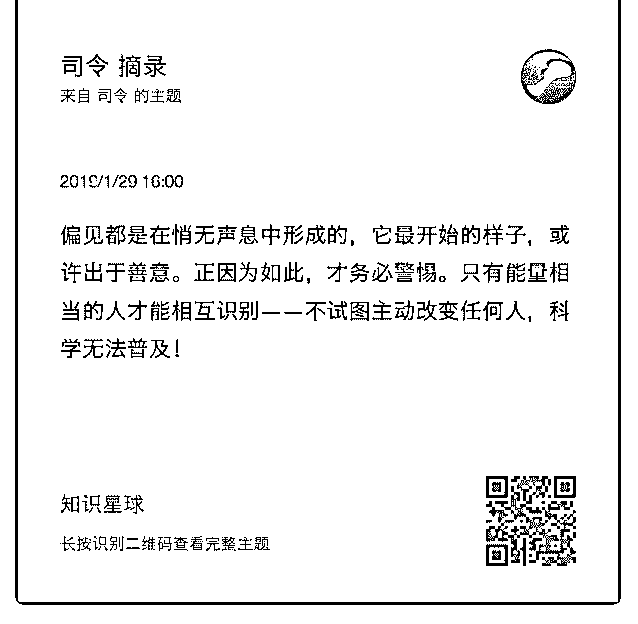 司令 摘录
来自 司令 的主题
2019/1/29 16:00
偏见都是在悄无声息中形成的，它最开始的样子，或
许出于善意。正因为如此，才务必警惕。只有能量相
当的人才能相互识别——不试图主动改变任何人，科
学无法普及！
知识星球
长按识别二维码查看完整主题